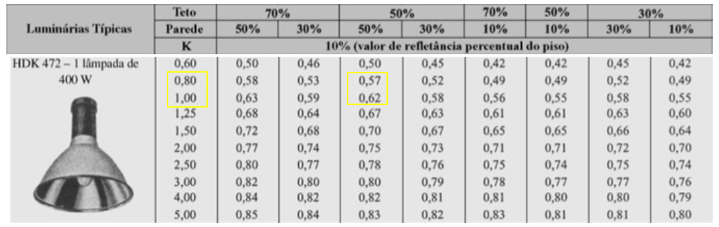 Luminárias Típicas Teto 70% 50% 70% 50% 30%
Parede 50% 30% 50% 30% 10% 10% 30% 10%
K 10% (valor de refletância percentual do piso)
HDK 472 – 1 lâmpada de 400 W
0,60 0,50 0,46 0,50 0,45 0,42 0,42 0,45 0,42
0,80 0,58 0,53 0,57 0,52 0,49 0,49 0,52 0,49
1,00 0,63 0,59 0,62 0,58 0,56 0,55 0,58 0,55
1,25 0,68 0,64 0,67 0,63 0,61 0,61 0,63 0,60
1,50 0,72 0,68 0,70 0,67 0,65 0,65 0,66 0,64
2,00 0,77 0,74 0,75 0,73 0,71 0,71 0,72 0,70
2,50 0,80 0,77 0,78 0,76 0,75 0,74 0,75 0,74
3,00 0,82 0,80 0,80 0,79 0,78 0,77 0,77 0,76
4,00 0,84 0,82 0,82 0,81 0,81 0,80 0,80 0,79
5,00 0,85 0,84 0,83 0,82 0,83 0,81 0,81 0,80